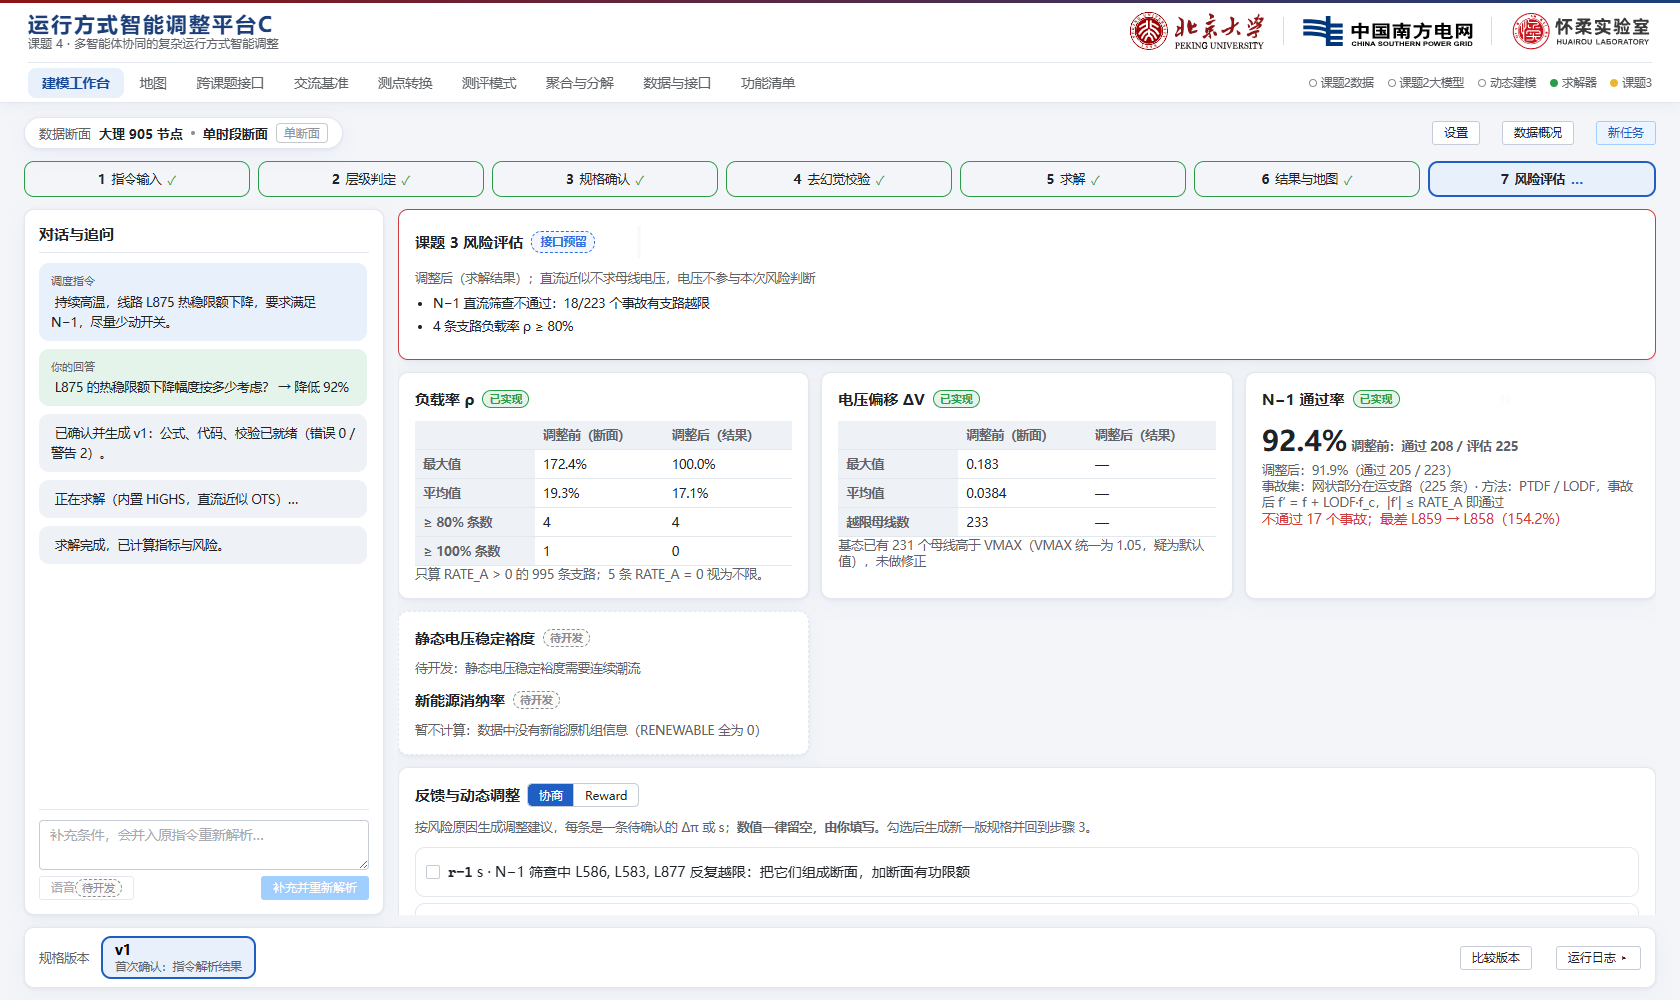 运行方式智能调整平台C
课题 4 · 多智能体协同的复杂运行方式智能调整
北京大学
PEKING UNIVERSITY
中国南方电网
CHINA SOUTHERN POWER GRID
怀柔实验室
HUAIROU LABORATORY
建模工作台 地图 跨课题接口 交流基准 测点转换 测评模式 聚合与分解 数据与接口 功能清单
课题2数据 课题2大模型 动态建模 求解器 课题3
数据断面 大理 905 节点 • 单时段断面 单断面
设置 数据概况 新任务
1 指令输入 ✓ 2 层级判定 ✓ 3 规格确认 ✓ 4 去幻觉校验 ✓ 5 求解 ✓ 6 结果与地图 ✓ 7 风险评估 …
对话与追问
调度指令
持续高温，线路 L875 热稳限额下降，要求满足
N−1，尽量少动开关。
你的回答
L875 的热稳限额下降幅度按多少考虑？ → 降低 92%
已确认并生成 v1：公式、代码、校验已就绪（错误 0 /
警告 2）。
正在求解（内置 HiGHS，直流近似 OTS）…
求解完成，已计算指标与风险。
补充条件，会并入原指令重新解析…
语音 待开发 补充并重新解析
课题 3 风险评估 接口预留
调整后（求解结果）；直流近似不求母线电压，电压不参与本次风险判断
• N−1 直流筛查不通过：18/223 个事故有支路越限
• 4 条支路负载率 ρ ≥ 80%
负载率 ρ 已实现
调整前（断面） 调整后（结果）
最大值 172.4% 100.0%
平均值 19.3% 17.1%
≥ 80% 条数 4 4
≥ 100% 条数 1 0
只算 RATE_A > 0 的 995 条支路；5 条 RATE_A = 0 视为不限。
电压偏移 ΔV 已实现
调整前（断面） 调整后（结果）
最大值 0.183 —
平均值 0.0384 —
越限母线数 233 —
基态已有 231 个母线高于 VMAX（VMAX 统一为 1.05，疑为默认
值），未做修正
N−1 通过率 已实现
92.4% 调整前：通过 208 / 评估 225
调整后：91.9%（通过 205 / 223）
事故集：网状部分在运支路（225 条）· 方法：PTDF / LODF，事故
后 f′ = f + LODF·f_c，|f′| ≤ RATE_A 即通过
不通过 17 个事故；最差 L859 → L858（154.2%）
静态电压稳定裕度 待开发
待开发：静态电压稳定裕度需要连续潮流
新能源消纳率 待开发
暂不计算：数据中没有新能源机组信息（RENEWABLE 全为 0）
反馈与动态调整 协商 Reward
按风险原因生成调整建议，每条是一条待确认的 Δπ 或 s；数值一律留空，由你填写。勾选后生成新一版规格并回到步骤 3。
r−1 s · N−1 筛查中 L586, L583, L877 反复越限：把它们组成断面，加断面有功限额
规格版本 v1
首次确认：指令解析结果
比较版本 运行日志 ▸